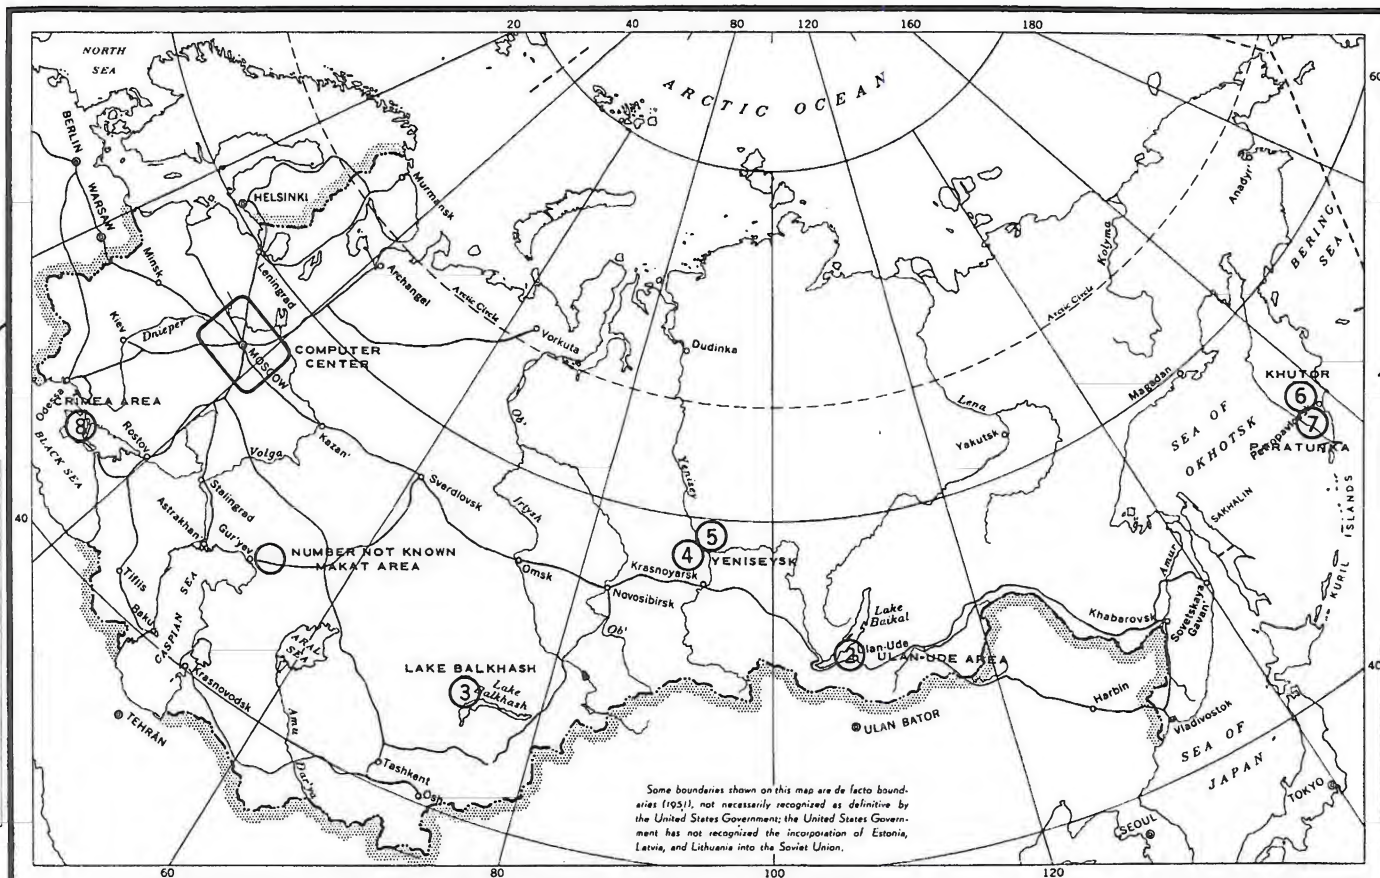 20 40 60 80 120 160 180
NORTH
SEA
ARCTIC OCEAN
60
BERLIN
WARSAW
HELSINKI
Murmansk
Minsk
Leningrad
Archangel
Arctic Circle
Kolyma
Anadyr'
BERING
SEA
Arctic Circle
Kiev
Dnieper
MOSCOW
COMPUTER
CENTER
Vorkuta
Dudinka
Magadan
KHUTOR
6
7
PARATUNKA
Odessa
CRIMEA AREA
8
BLACK SEA
Rostov
Volga
Kazan'
Ob'
Yenisey
Lena
Yakutsk
SEA OF
OKHOTSK
Sverdlovsk
Irtysh
Stalingrad
Astrakhan'
Gur'yev
NUMBER NOT KNOWN
MAKAT AREA
40
Tiflis
Baku
CASPIAN
SEA
Omsk
Novosibirsk
Krasnoyarsk
4
5
YENISEYSK
SAKHALIN
KURIL ISLANDS
Amur
Sovetskaya
Gavan'
Khabarovsk
Lake
Baikal
Ulan-Ude
2
ULAN-UDE AREA
Ob'
ARAL
SEA
LAKE BALKHASH
3
Lake
Balkhash
Krasnovodsk
TEHRÁN
Amu
Dar'ya
Tashkent
Osh
ULAN BATOR
Harbin
Vladivostok
SEA OF
JAPAN
TOKYO
SEOUL
40
Some boundaries shown on this map are de facto bound-
aries (1951), not necessarily recognized as definitive by
the United States Government; the United States Govern-
ment has not recognized the incorporation of Estonia,
Latvia, and Lithuania into the Soviet Union.
60 80 100 120